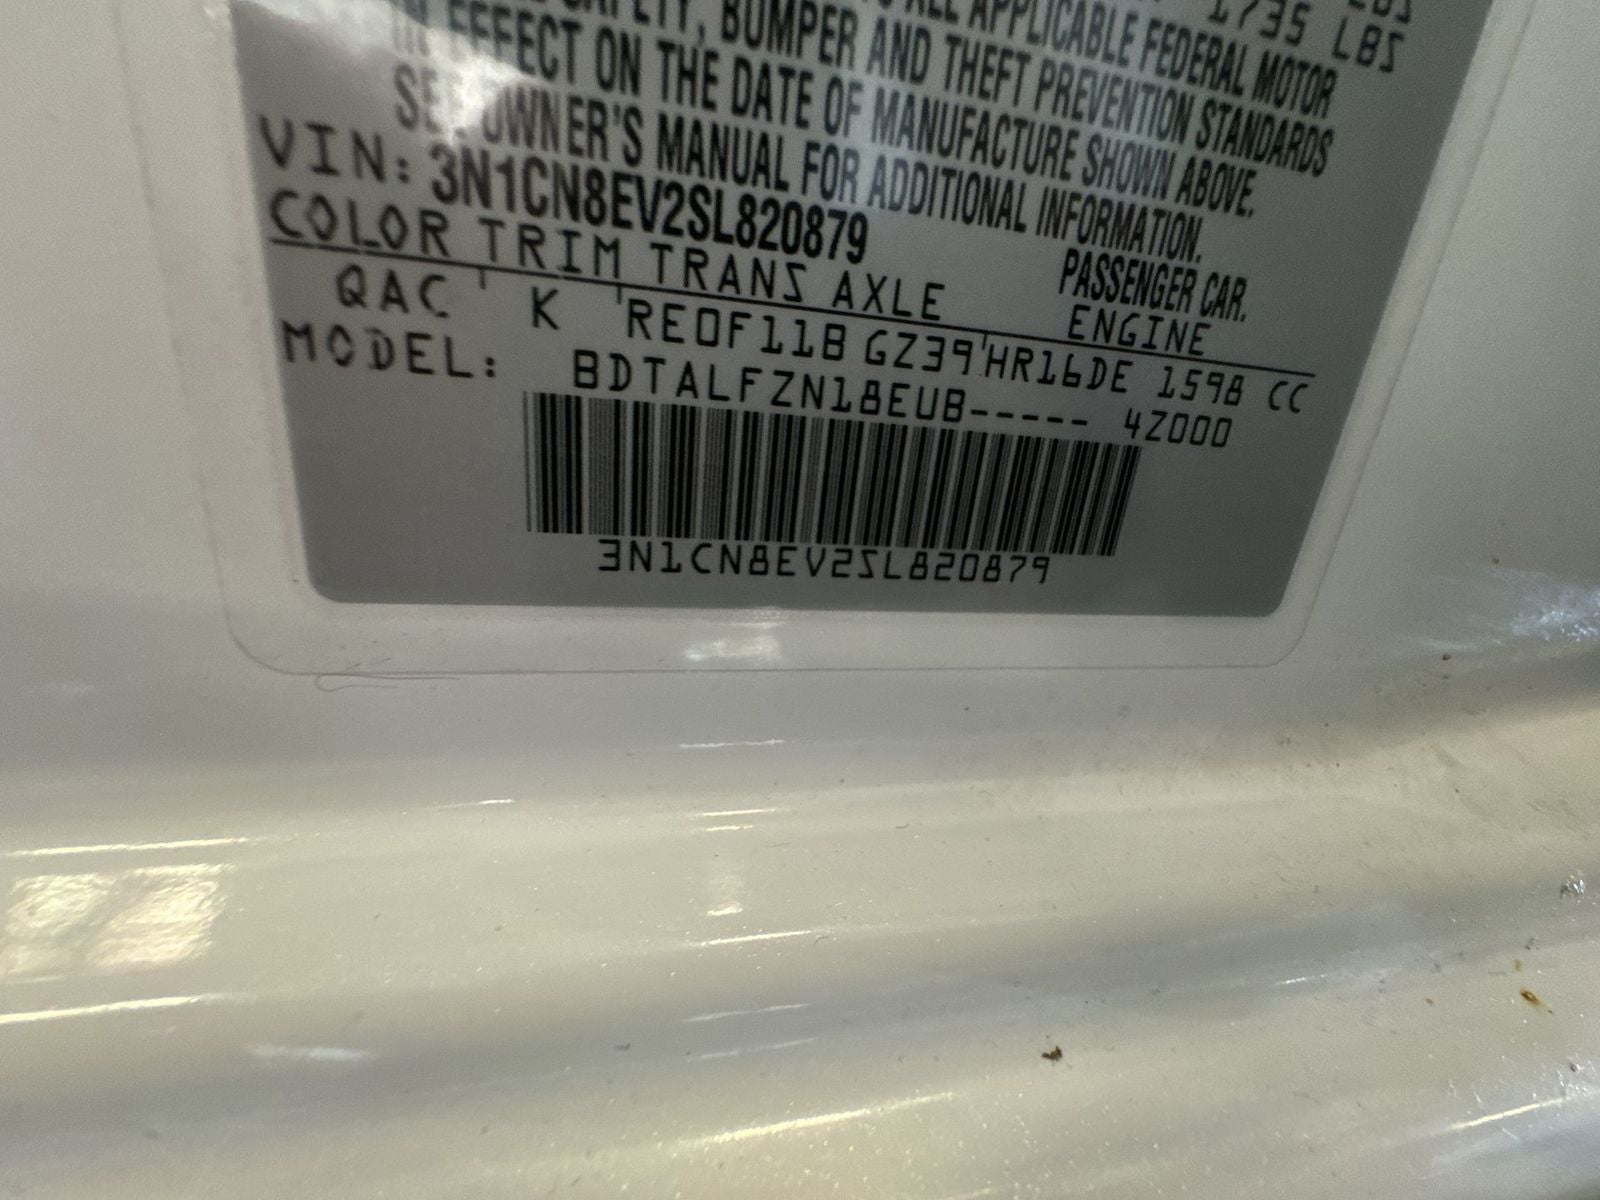 1735 LBS
ALL APPLICABLE FEDERAL MOTOR
SAFETY, BUMPER AND THEFT PREVENTION STANDARDS
IN EFFECT ON THE DATE OF MANUFACTURE SHOWN ABOVE.
SEE OWNER'S MANUAL FOR ADDITIONAL INFORMATION.
VIN: 3N1CN8EV2SL820879 PASSENGER CAR.
COLOR TRIM TRANS AXLE ENGINE
QAC K RE0F11B GZ39 HR16DE 1598 CC
MODEL: BDTALFZN18EUB----- 4Z000
3N1CN8EV2SL820879